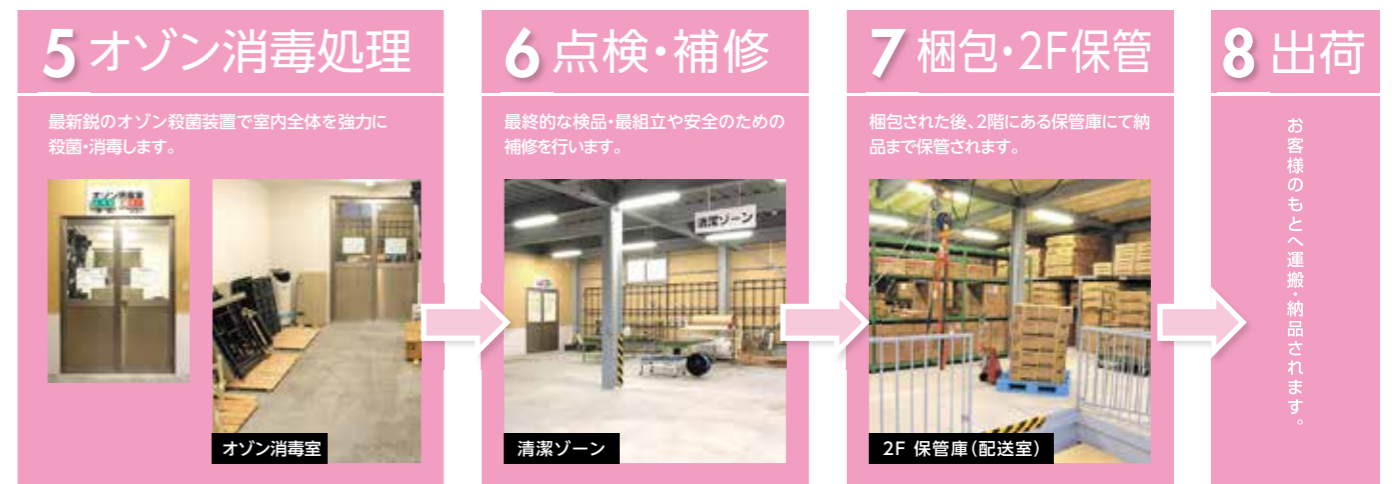 5 オゾン消毒処理
最新鋭のオゾン殺菌装置で室内全体を強力に
殺菌・消毒します。
オゾン消毒室
オゾン消毒室
6 点検・補修
最終的な検品・最組立や安全のための
補修を行います。
清潔ゾーン
清潔ゾーン
7 梱包・2F保管
梱包された後、2階にある保管庫にて納
品まで保管されます。
2F 保管庫(配送室)
8 出荷
お客様のもとへ運搬・納品されます。